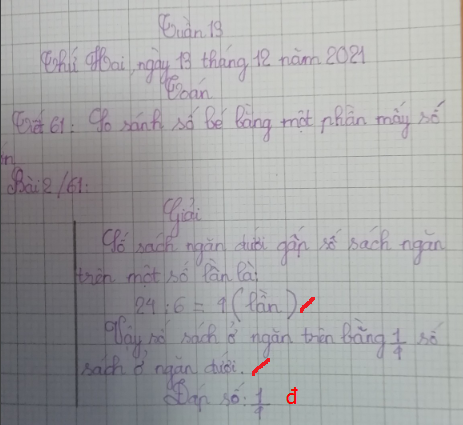 Tuần 13
Thứ Hai, ngày 13 tháng 12 năm 2021
Toán
Tiết 61: So sánh số bé bằng một phần mấy số
ớn
Bài 2/61:
Giải
Số sách ngăn dưới gấp số sách ngăn
trên một số lần là:
24 : 6 = 4 (lần)
Vậy số sách ở ngăn trên bằng 1/4 số
sách ở ngăn dưới.
Đáp số: 1/4 đ